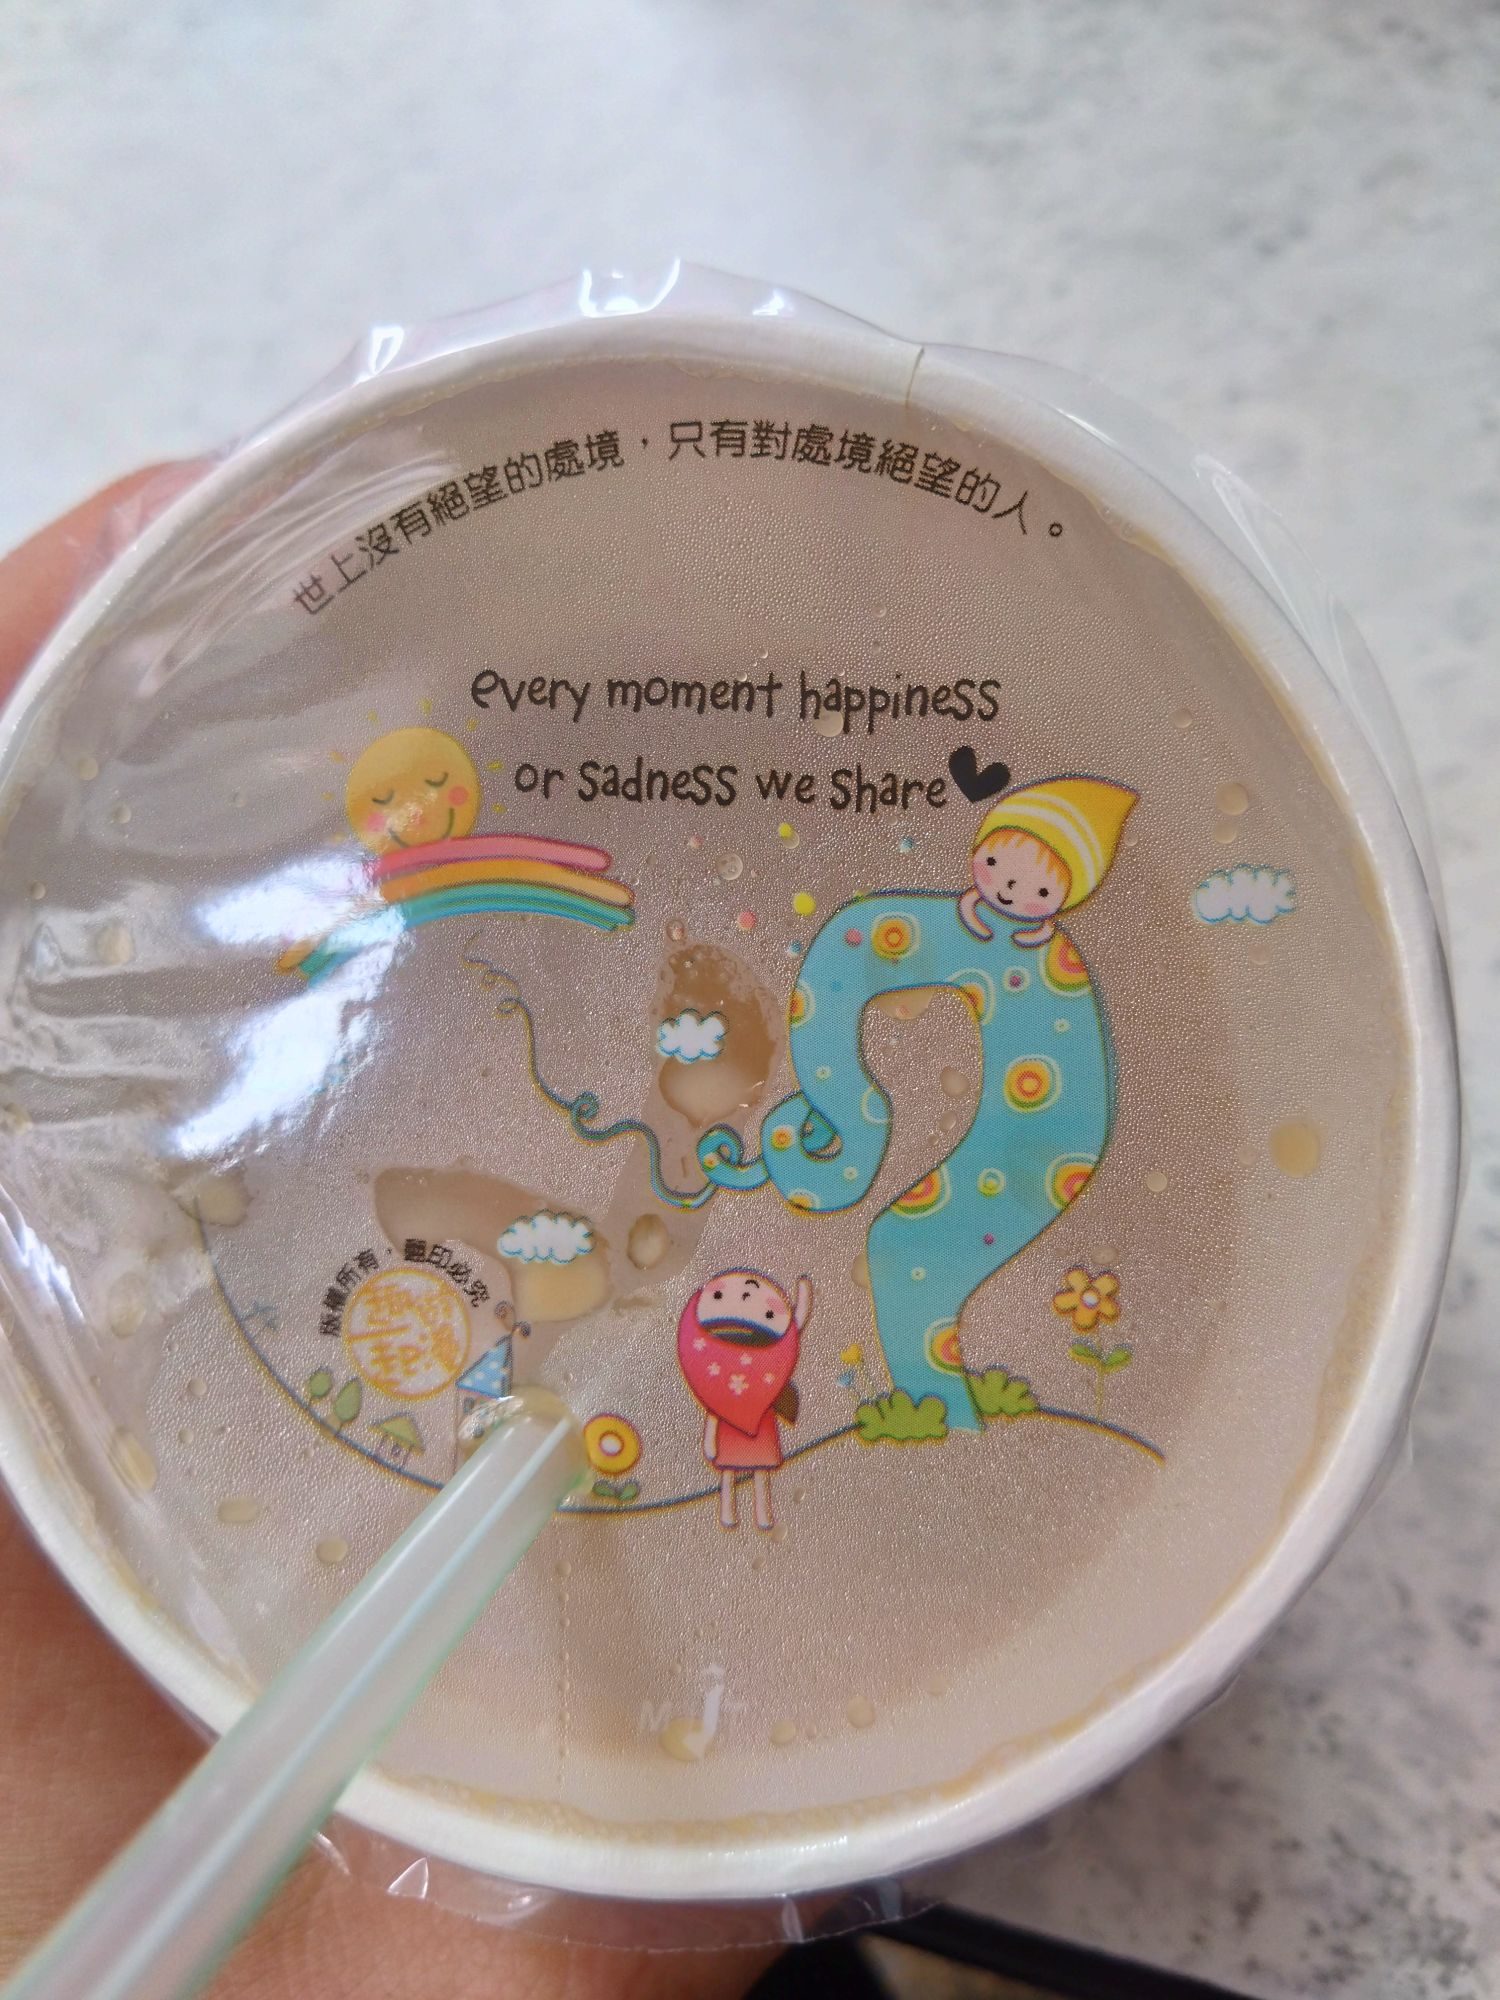 世上沒有絕望的處境，只有對處境絕望的人。
every moment happiness
or sadness we share
版權所有，翻印必究